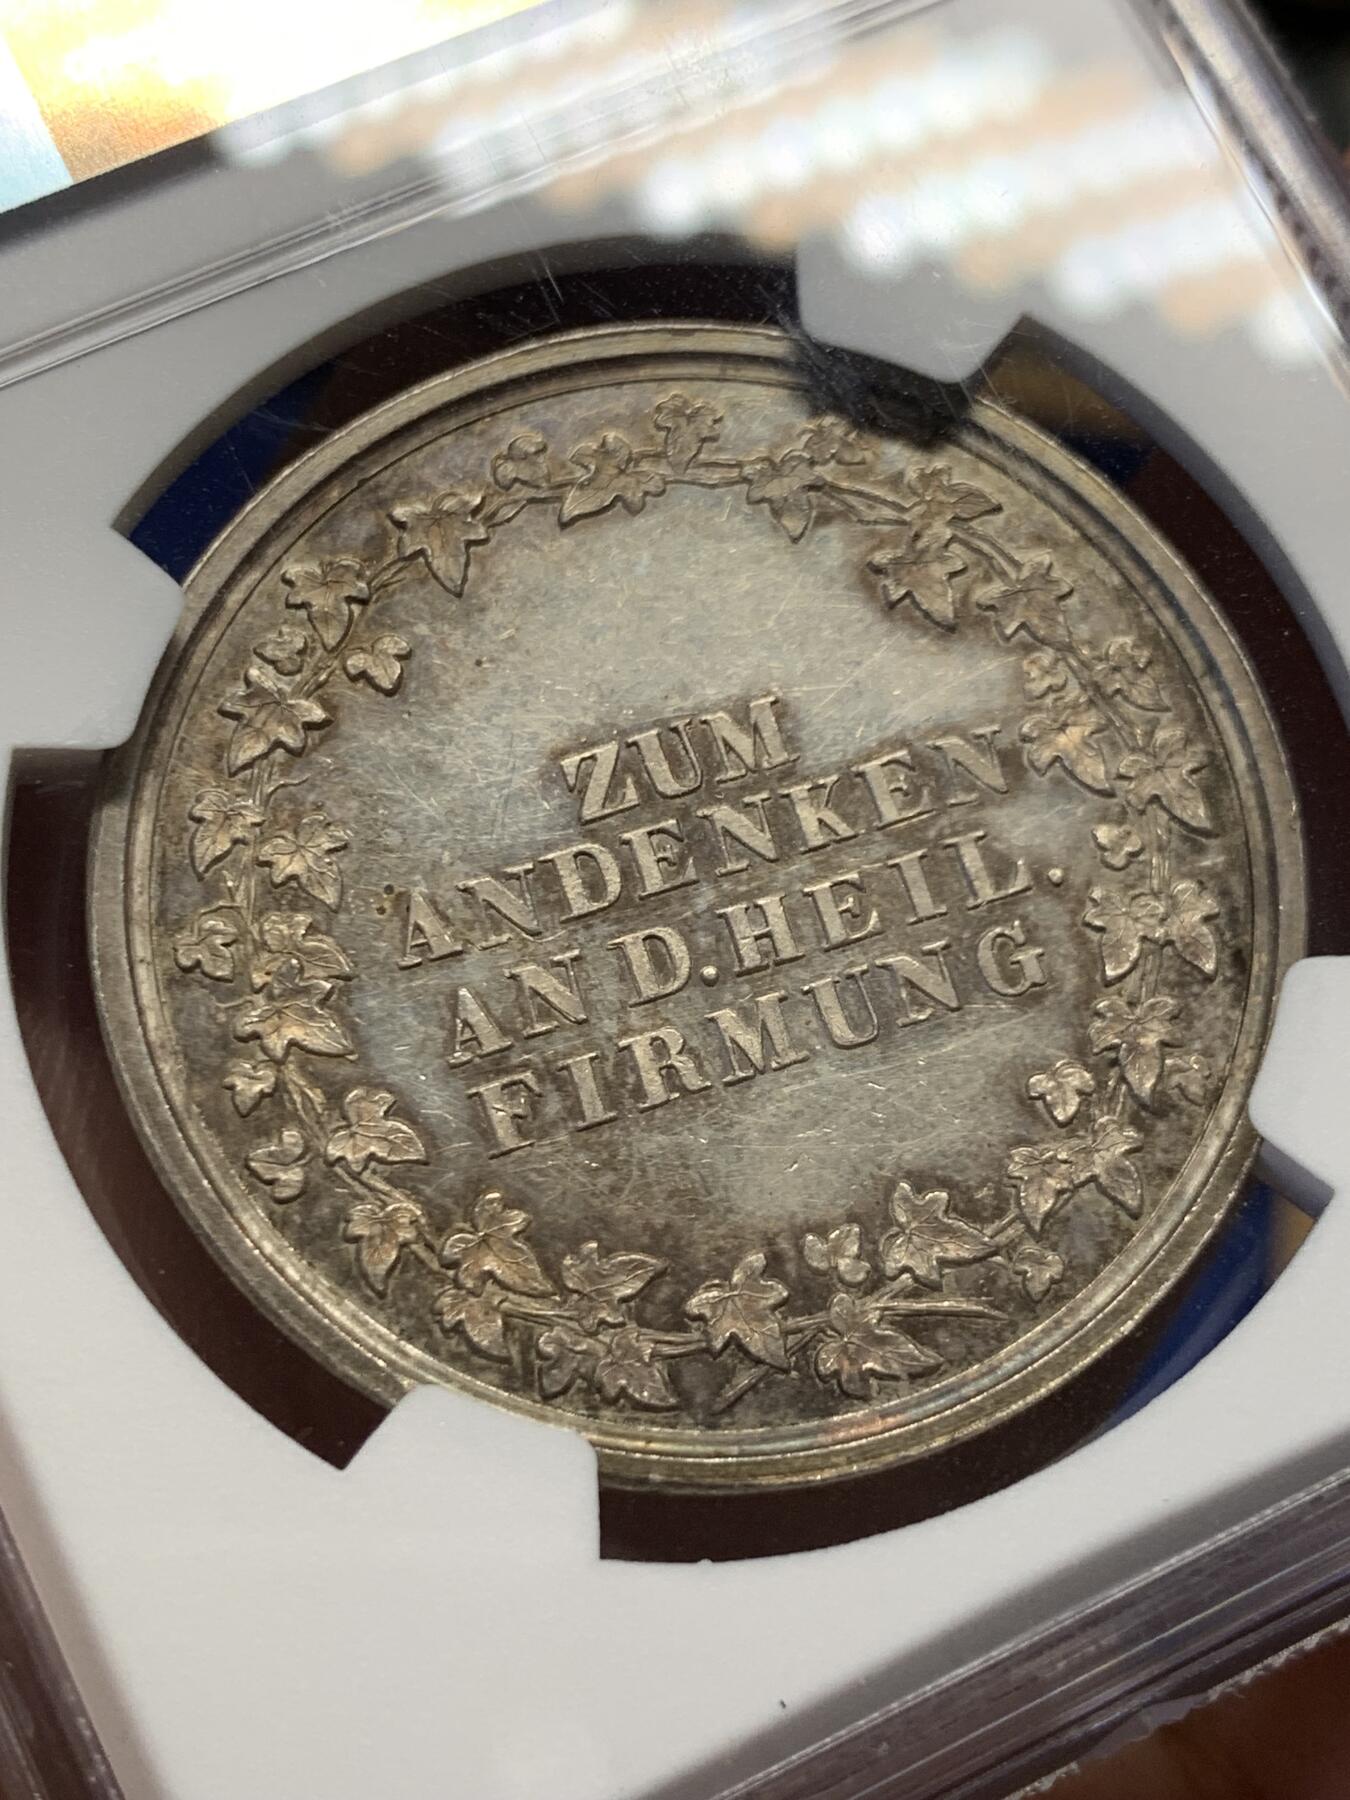 ZUM
ANDENKEN
AN D. HEIL.
FIRMUNG